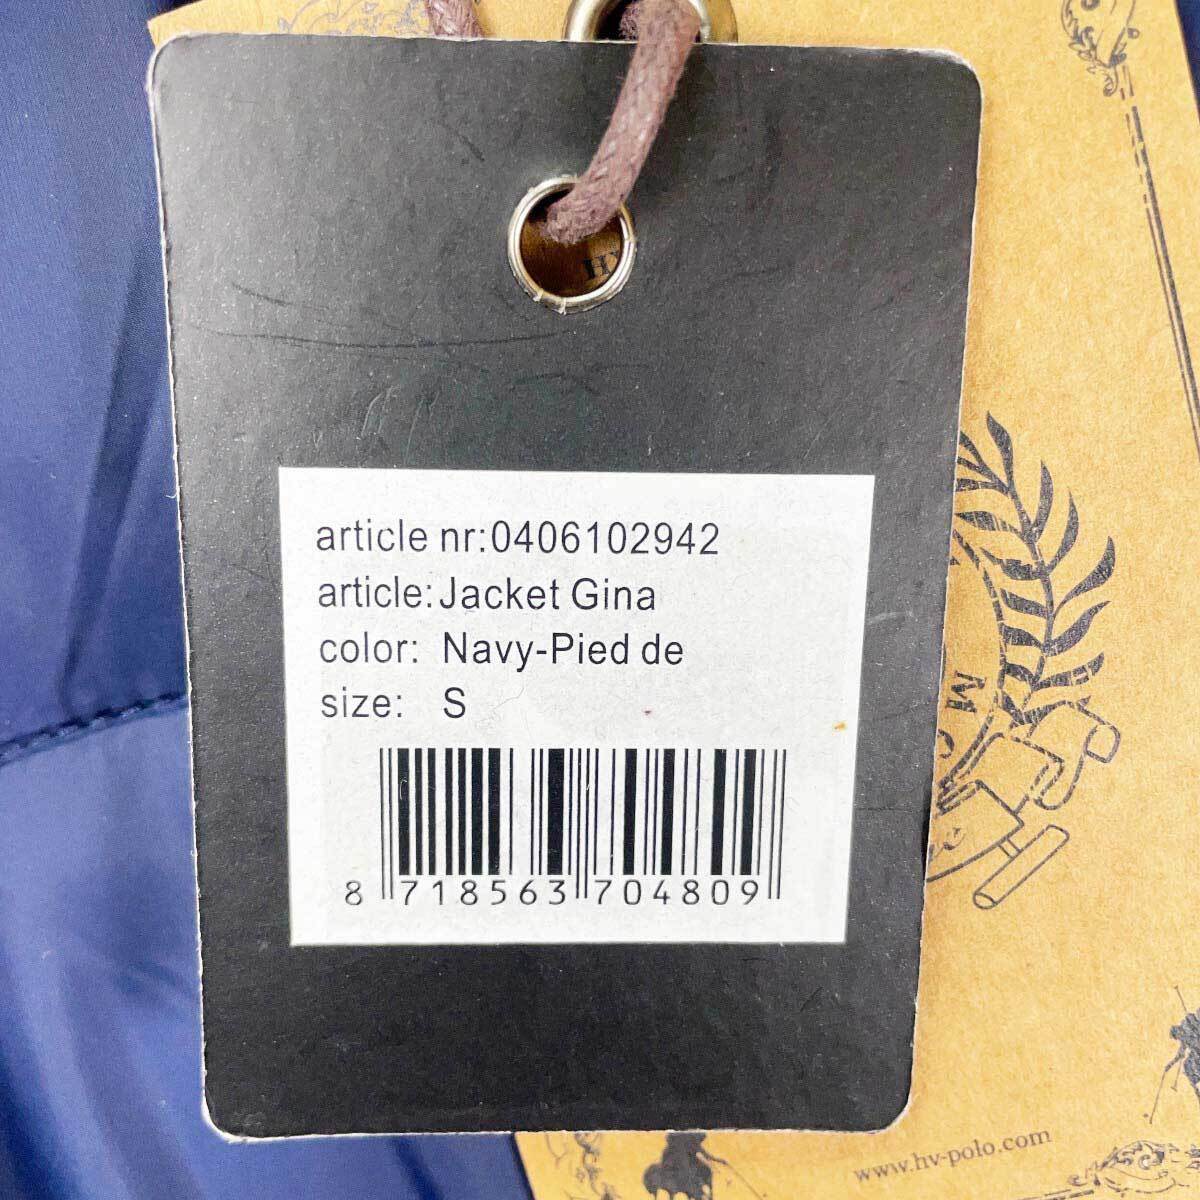 article nr:0406102942
article:Jacket Gina
color: Navy-Pied de
size: S
8 718563 704809
www.hv-polo.com